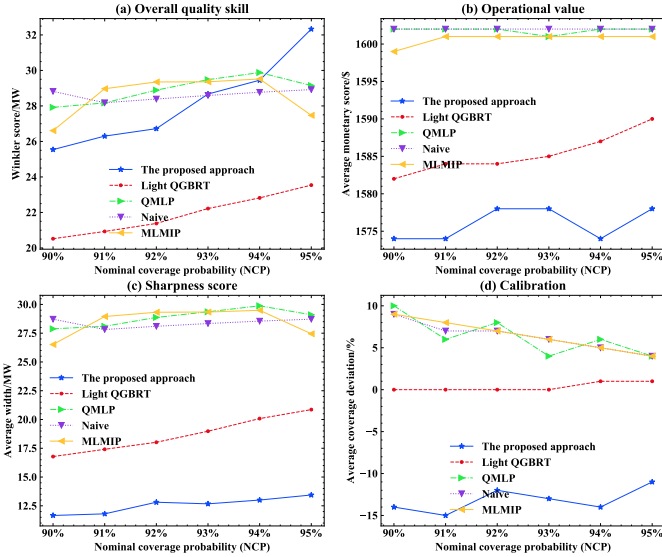 (a) Overall quality skill
Winkler score/MW
32
30
28
26
24
22
20
The proposed approach
Light QGBRT
QMLP
Naive
MLMIP
90%
91%
92%
93%
94%
95%
Nominal coverage probability (NCP)
(b) Operational value
Average monetary score/$
1600
1595
1590
1585
1580
1575
The proposed approach
Light QGBRT
QMLP
Naive
MLMIP
90%
91%
92%
93%
94%
95%
Nominal coverage probability (NCP)
(c) Sharpness score
Average width/MW
30.0
27.5
25.0
22.5
20.0
17.5
15.0
12.5
The proposed approach
Light QGBRT
QMLP
Naive
MLMIP
90%
91%
92%
93%
94%
95%
Nominal coverage probability (NCP)
(d) Calibration
Average coverage deviation/%
10
5
0
−5
−10
−15
The proposed approach
Light QGBRT
QMLP
Naive
MLMIP
90%
91%
92%
93%
94%
95%
Nominal coverage probability (NCP)